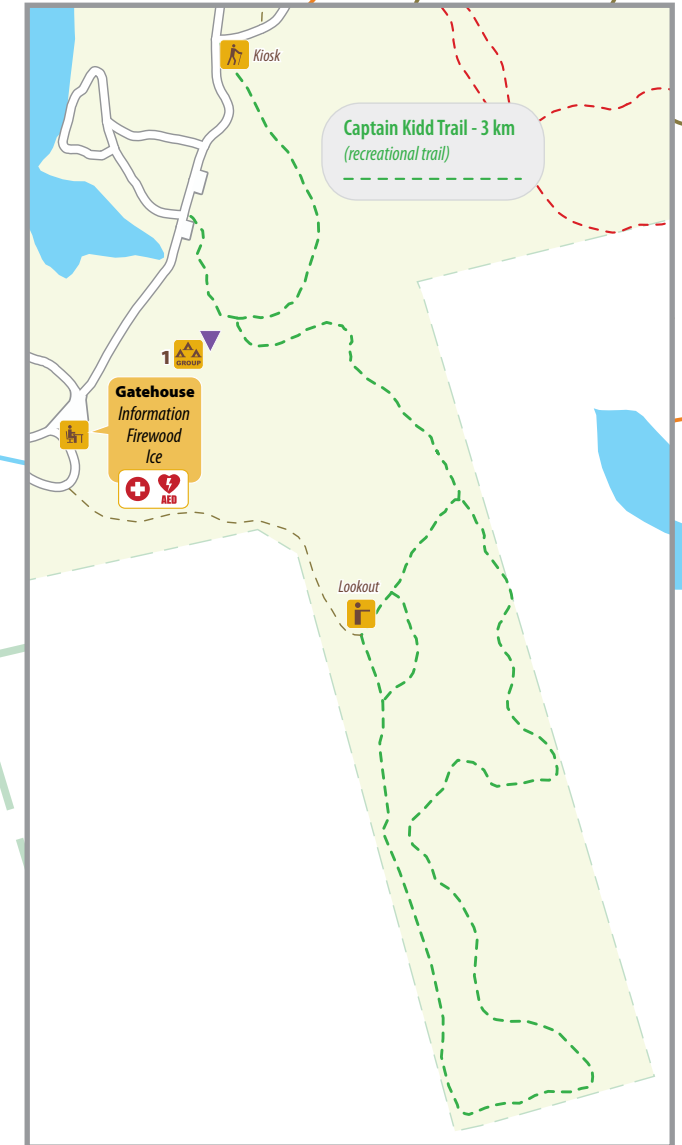 Kiosk
Captain Kidd Trail - 3 km
(recreational trail)
1
GROUP
Gatehouse
Information
Firewood
Ice
AED
Lookout